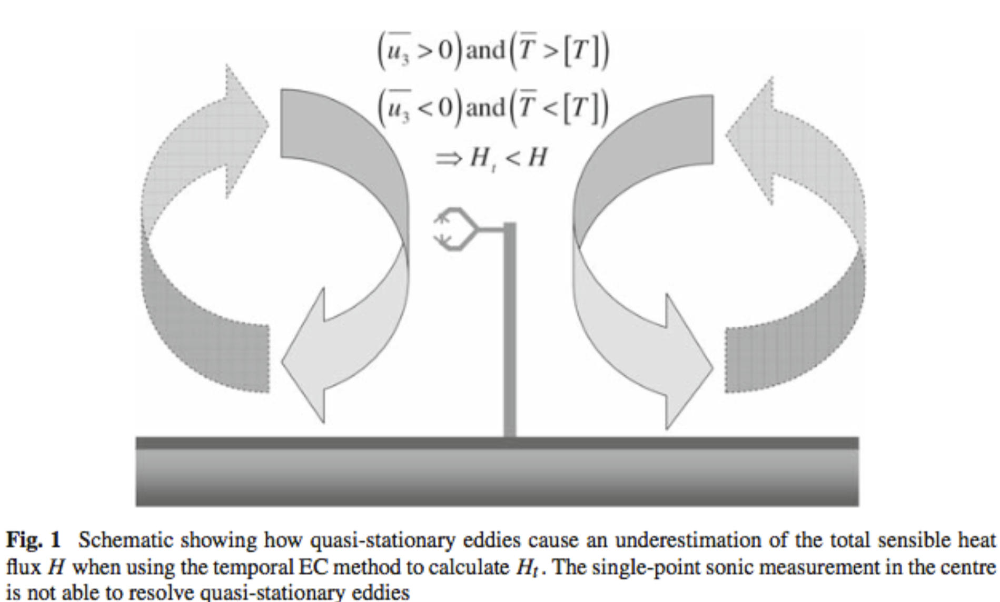 (u̅₃ > 0) and (T̅ > [T])
(u̅₃ < 0) and (T̅ < [T])
⇒ Hₜ < H
Fig. 1 Schematic showing how quasi-stationary eddies cause an underestimation of the total sensible heat
flux H when using the temporal EC method to calculate Hₜ. The single-point sonic measurement in the centre
is not able to resolve quasi-stationary eddies